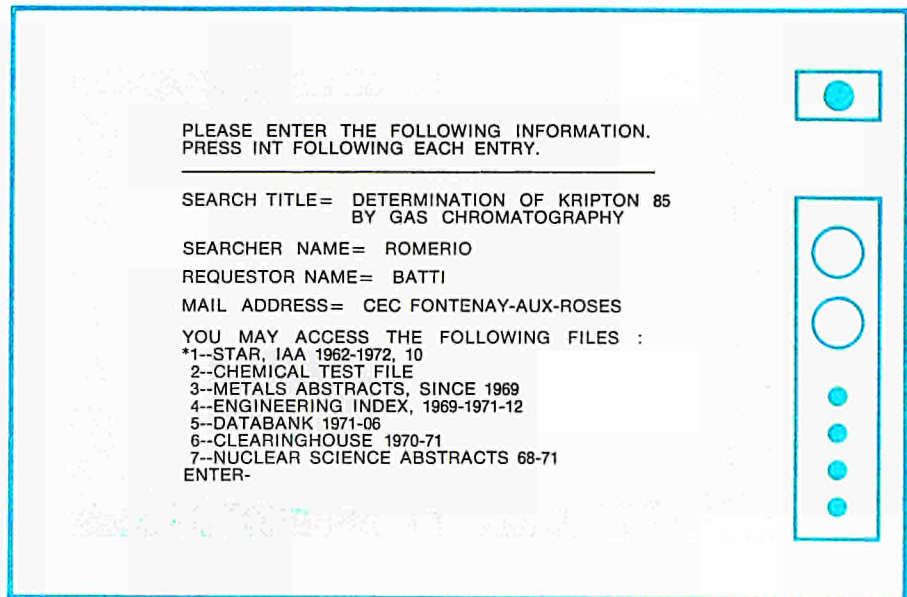 PLEASE ENTER THE FOLLOWING INFORMATION.
PRESS INT FOLLOWING EACH ENTRY.
SEARCH TITLE= DETERMINATION OF KRIPTON 85
BY GAS CHROMATOGRAPHY
SEARCHER NAME= ROMERIO
REQUESTOR NAME= BATTI
MAIL ADDRESS= CEC FONTENAY-AUX-ROSES
YOU MAY ACCESS THE FOLLOWING FILES :
*1--STAR, IAA 1962-1972, 10
2--CHEMICAL TEST FILE
3--METALS ABSTRACTS, SINCE 1969
4--ENGINEERING INDEX, 1969-1971-12
5--DATABANK 1971-06
6--CLEARINGHOUSE 1970-71
7--NUCLEAR SCIENCE ABSTRACTS 68-71
ENTER-